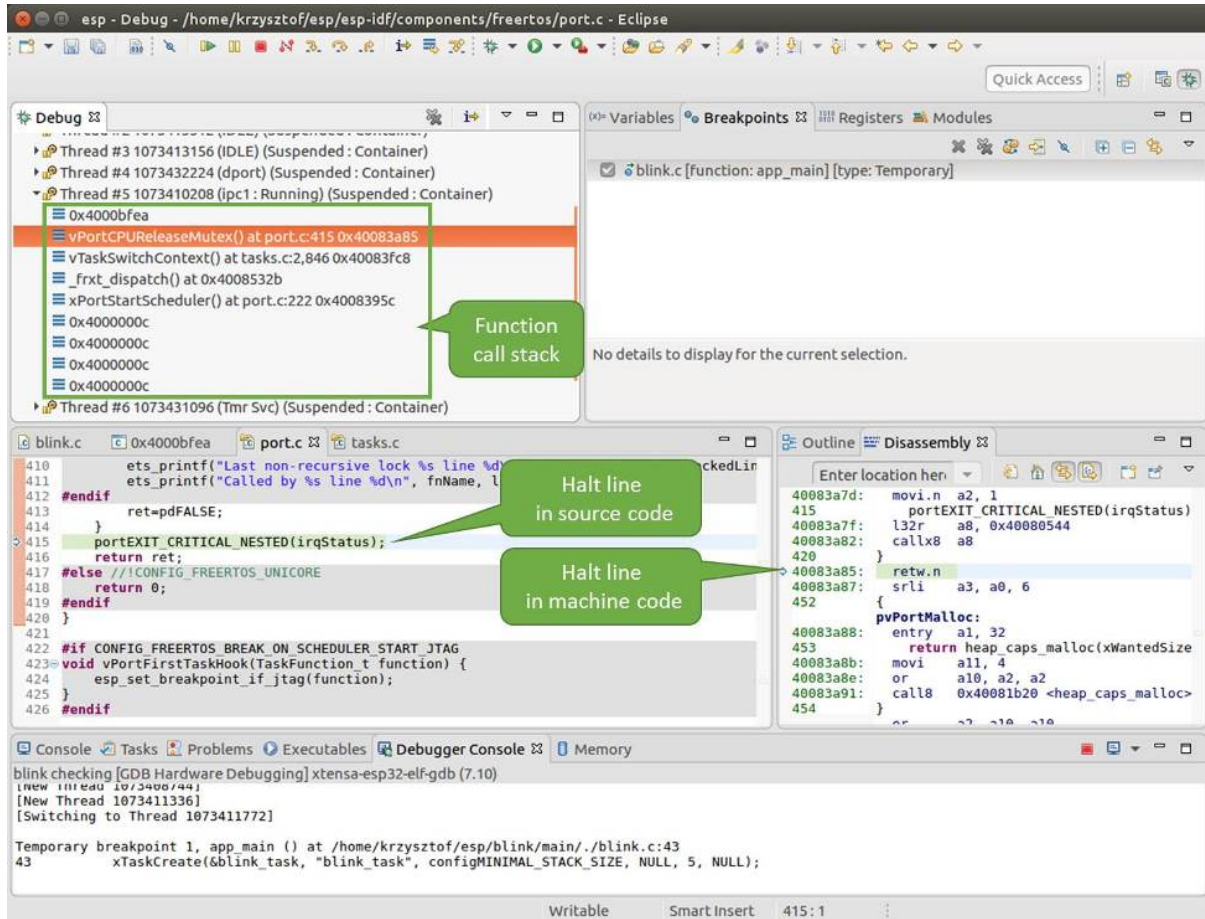 esp - Debug - /home/krzysztof/esp/esp-idf/components/freertos/port.c - Eclipse
Quick Access
Debug
Thread #3 1073413156 (IDLE) (Suspended : Container)
Thread #4 1073432224 (dport) (Suspended : Container)
Thread #5 1073410208 (ipc1 : Running) (Suspended : Container)
0x4000bfea
vPortCPUReleaseMutex() at port.c:415 0x40083a85
vTaskSwitchContext() at tasks.c:2,846 0x40083fc8
_frxt_dispatch() at 0x4008532b
xPortStartScheduler() at port.c:222 0x4008395c
0x4000000c
0x4000000c
0x4000000c
0x4000000c
Thread #6 1073431096 (Tmr Svc) (Suspended : Container)
Function
call stack
(x)= Variables Breakpoints Registers Modules
blink.c [function: app_main] [type: Temporary]
No details to display for the current selection.
blink.c 0x4000bfea port.c tasks.c
410 ets_printf("Last non-recursive lock %s line %d\ ckedLin
411 ets_printf("Called by %s line %d\n", fnName, l
412 #endif
413 ret=pdFALSE;
414 }
415 portEXIT_CRITICAL_NESTED(irqStatus);
416 return ret;
417 #else //!CONFIG_FREERTOS_UNICORE
418 return 0;
419 #endif
420 }
421
422 #if CONFIG_FREERTOS_BREAK_ON_SCHEDULER_START_JTAG
423 void vPortFirstTaskHook(TaskFunction_t function) {
424 esp_set_breakpoint_if_jtag(function);
425 }
426 #endif
Halt line
in source code
Halt line
in machine code
Outline Disassembly
Enter location her
40083a7d: movi.n a2, 1
415 portEXIT_CRITICAL_NESTED(irqStatus)
40083a7f: l32r a8, 0x40080544
40083a82: callx8 a8
420 }
40083a85: retw.n
40083a87: srli a3, a0, 6
452 {
pvPortMalloc:
40083a88: entry a1, 32
453 return heap_caps_malloc(xWantedSize
40083a8b: movi a11, 4
40083a8e: or a10, a2, a2
40083a91: call8 0x40081b20 <heap_caps_malloc>
454 }
Console Tasks Problems Executables Debugger Console Memory
blink checking [GDB Hardware Debugging] xtensa-esp32-elf-gdb (7.10)
[New Thread 1073408744]
[New Thread 1073411336]
[Switching to Thread 1073411772]
Temporary breakpoint 1, app_main () at /home/krzysztof/esp/blink/main/./blink.c:43
43 xTaskCreate(&blink_task, "blink_task", configMINIMAL_STACK_SIZE, NULL, 5, NULL);
Writable Smart Insert 415 : 1